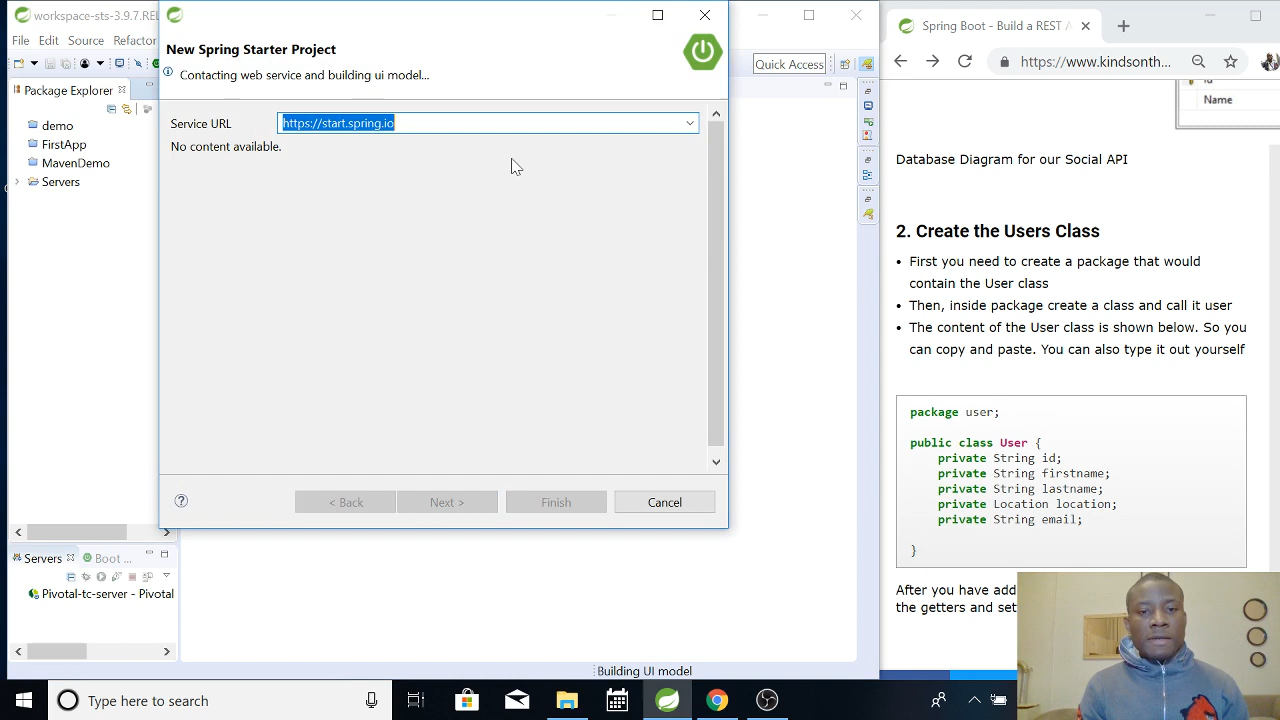 workspace-sts-3.9.7.REL
File Edit Source Refactor
Quick Access
Package Explorer
demo
FirstApp
MavenDemo
Servers
Servers
Boot ...
Pivotal-tc-server - Pivotal
New Spring Starter Project
Contacting web service and building ui model...
Service URL
https://start.spring.io
No content available.
< Back
Next >
Finish
Cancel
Building UI model
Spring Boot - Build a REST A
https://www.kindsonth...
Name
Database Diagram for our Social API
2. Create the Users Class
• First you need to create a package that would
contain the User class
• Then, inside package create a class and call it user
• The content of the User class is shown below. So you
can copy and paste. You can also type it out yourself
package user;
public class User {
private String id;
private String firstname;
private String lastname;
private Location location;
private String email;
}
After you have add
the getters and set
Type here to search